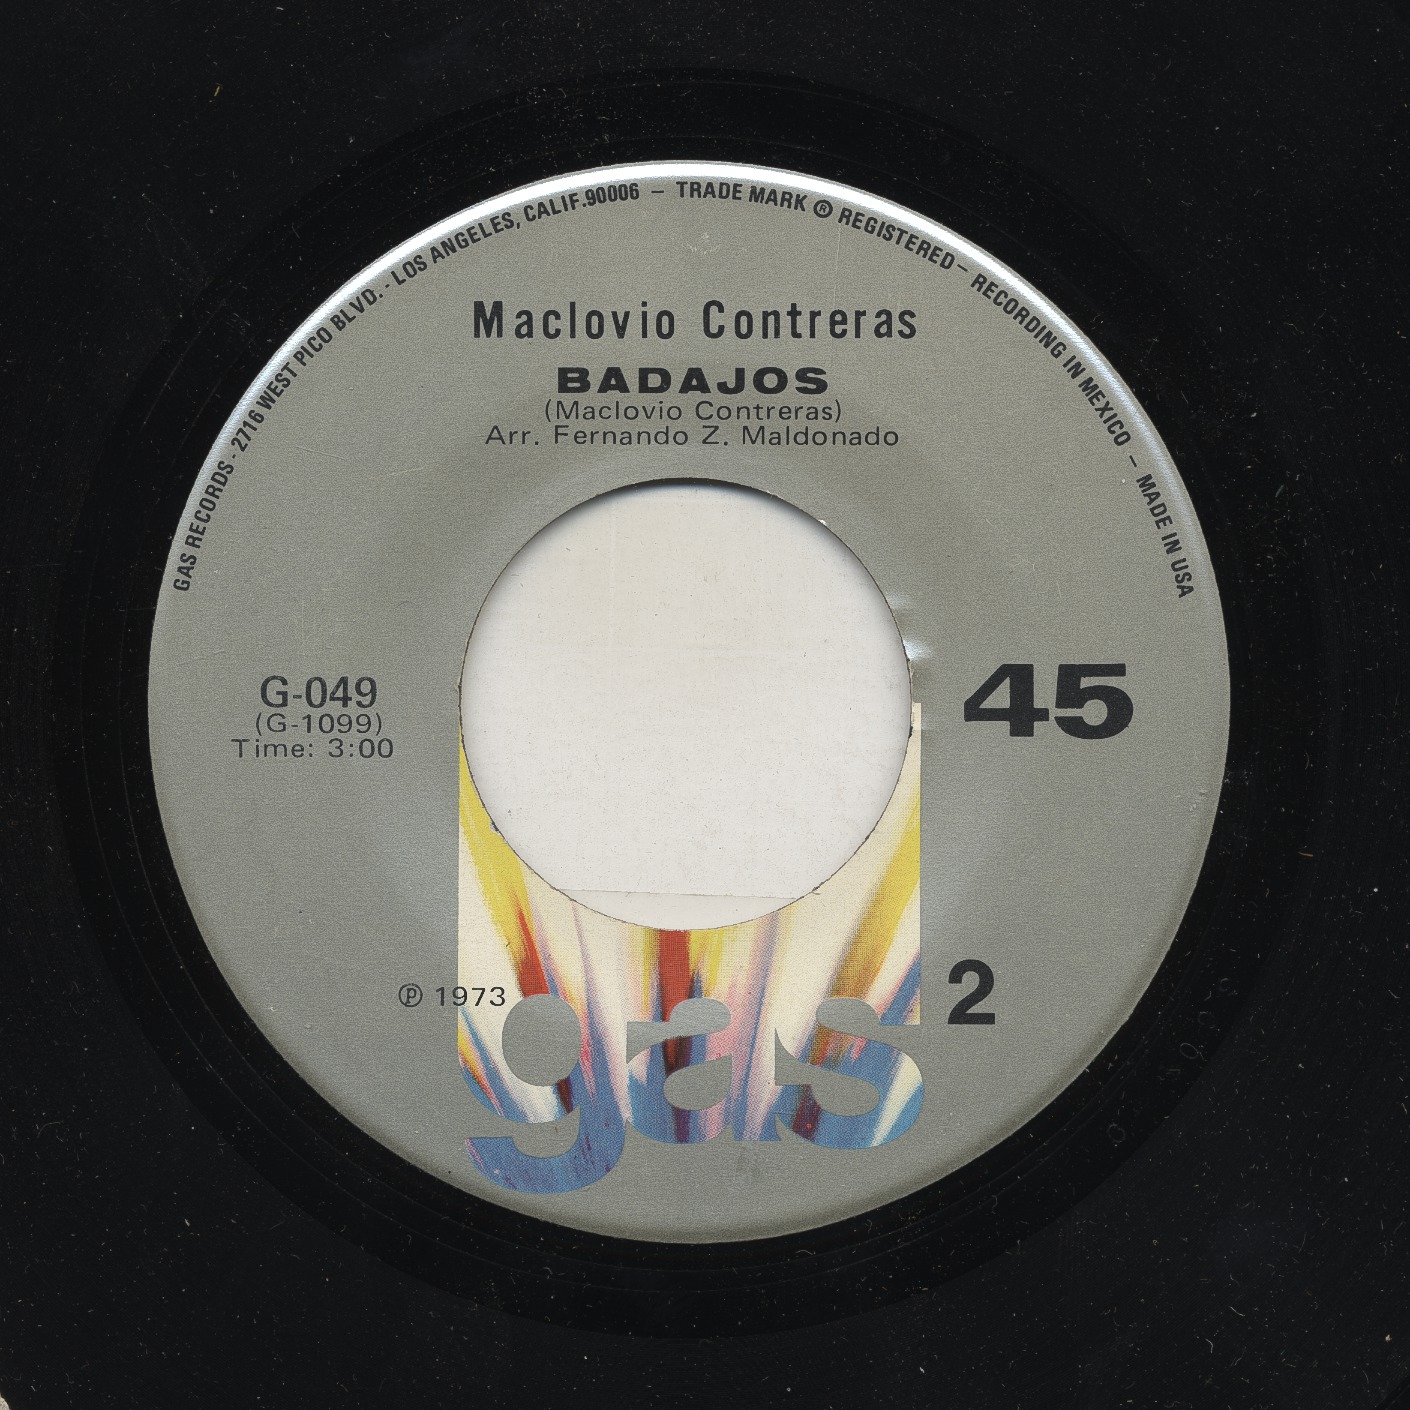 GAS RECORDS - 2716 WEST PICO BLVD. - LOS ANGELES, CALIF.90006 – TRADE MARK ® REGISTERED – RECORDING IN MEXICO – MADE IN USA
Maclovio Contreras
BADAJOS
(Maclovio Contreras)
Arr. Fernando Z. Maldonado
G-049
(G-1099)
Time: 3:00
45
℗ 1973
2
gas